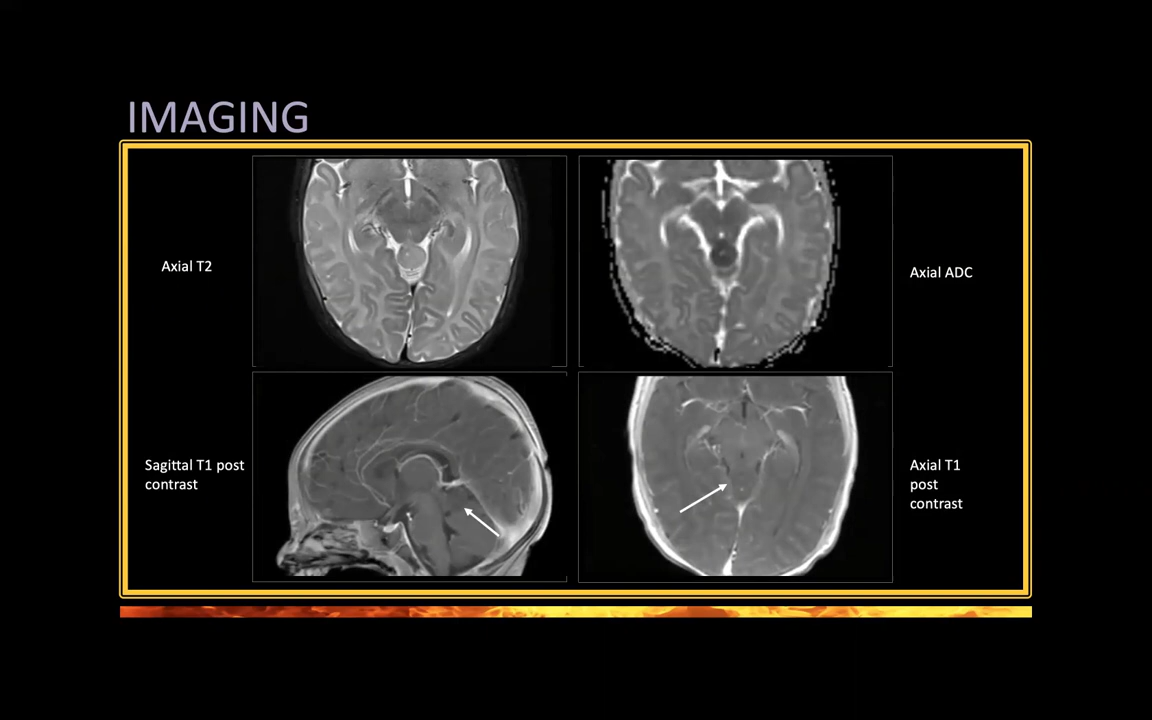 IMAGING
Axial T2
Axial ADC
Sagittal T1 post
contrast
Axial T1
post
contrast